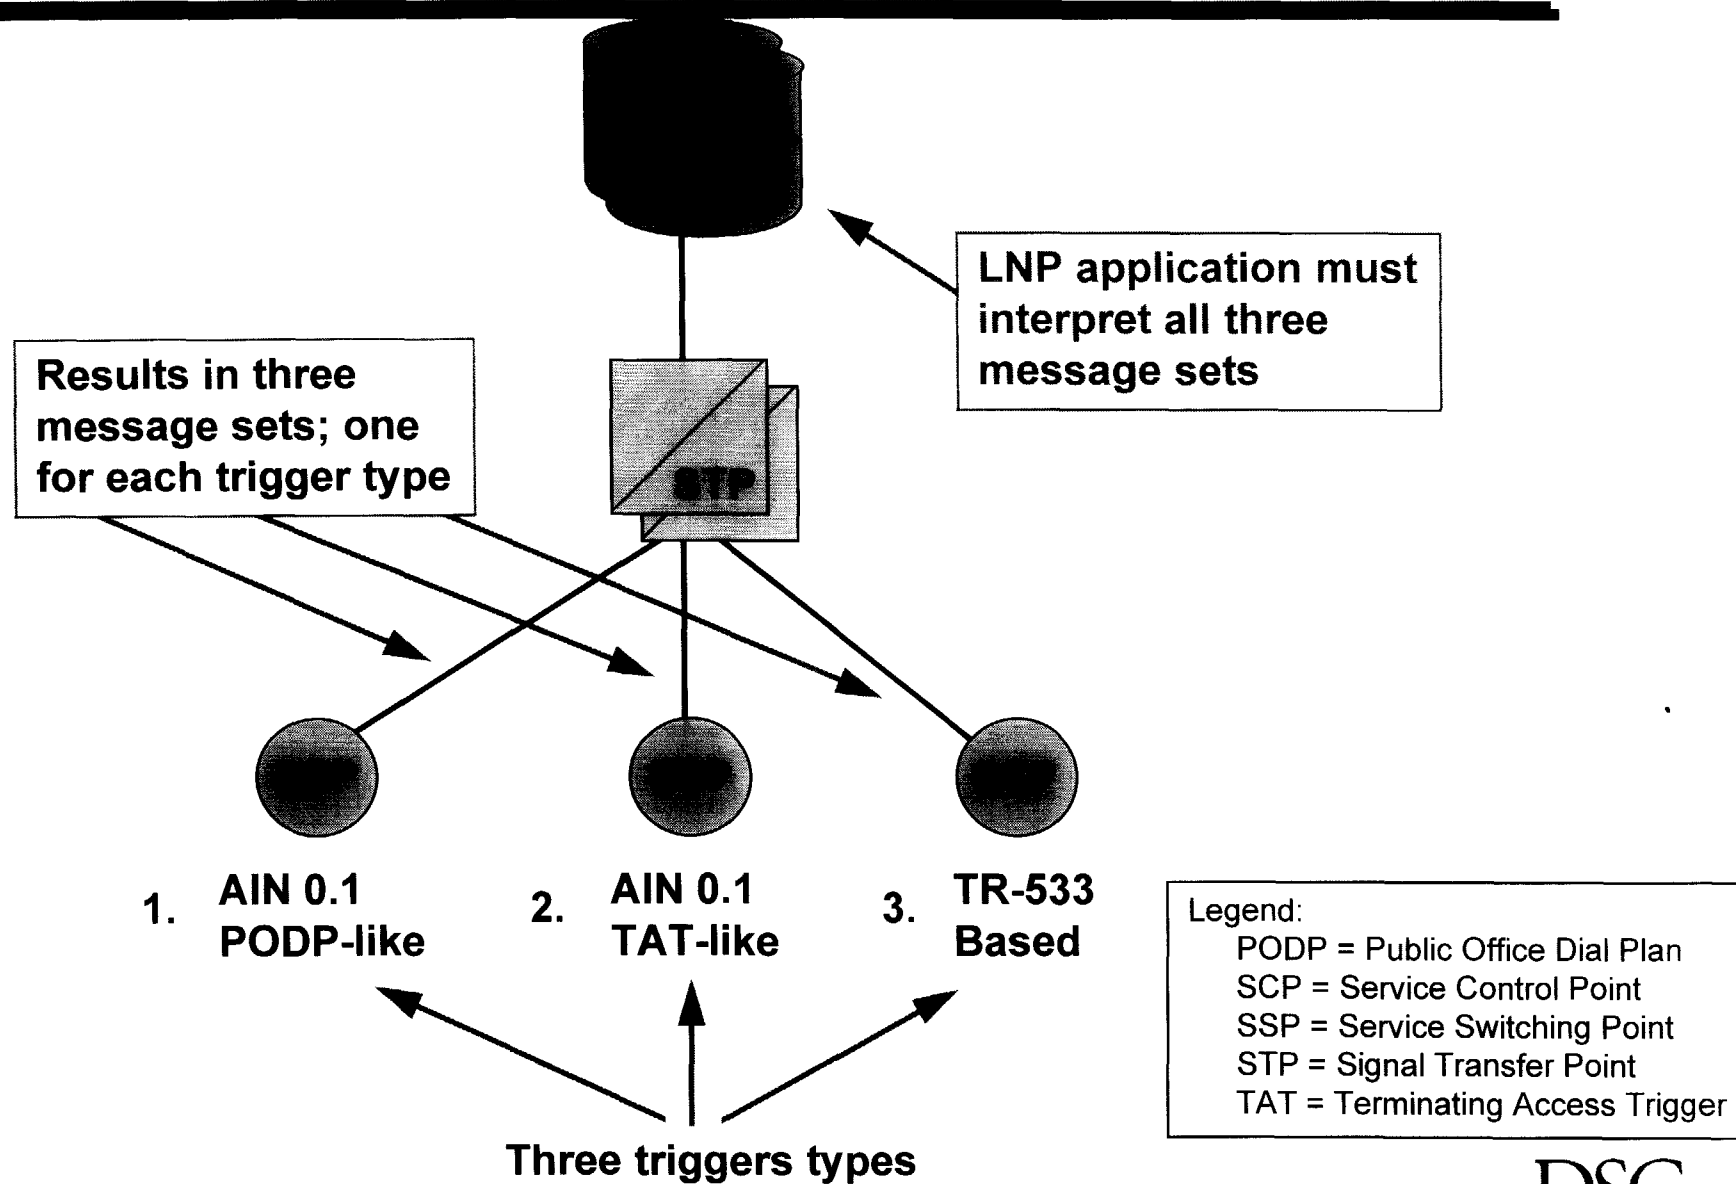 LNP application must
interpret all three
message sets
Results in three
message sets; one
for each trigger type
STP
1. AIN 0.1
PODP-like
2. AIN 0.1
TAT-like
3. TR-533
Based
Legend:
PODP = Public Office Dial Plan
SCP = Service Control Point
SSP = Service Switching Point
STP = Signal Transfer Point
TAT = Terminating Access Trigger
Three triggers types
DSC